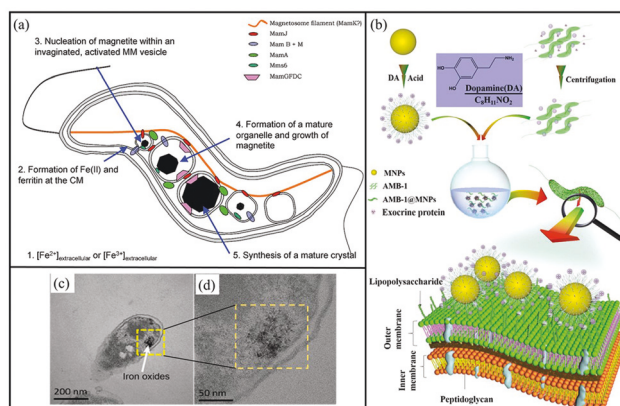 (a)
Magnetosome filament (MamK?)
MamJ
Mam B + M
MamA
Mms6
MamGFDC
3. Nucleation of magnetite within an
invaginated, activated MM vesicle
4. Formation of a mature
organelle and growth of
magnetite
2. Formation of Fe(II) and
ferritin at the CM
1. [Fe2+]extracellular or [Fe3+]extracellular
5. Synthesis of a mature crystal
(b)
DA
Acid
HO
HO
NH2
Dopamine(DA)
C8H11NO2
Centrifugation
MNPs
AMB-1
AMB-1@MNPs
Exocrine protein
Lipopolysaccharide
Outer
membrane
Inner
membrane
Peptidoglycan
(c)
Iron oxides
200 nm
(d)
50 nm